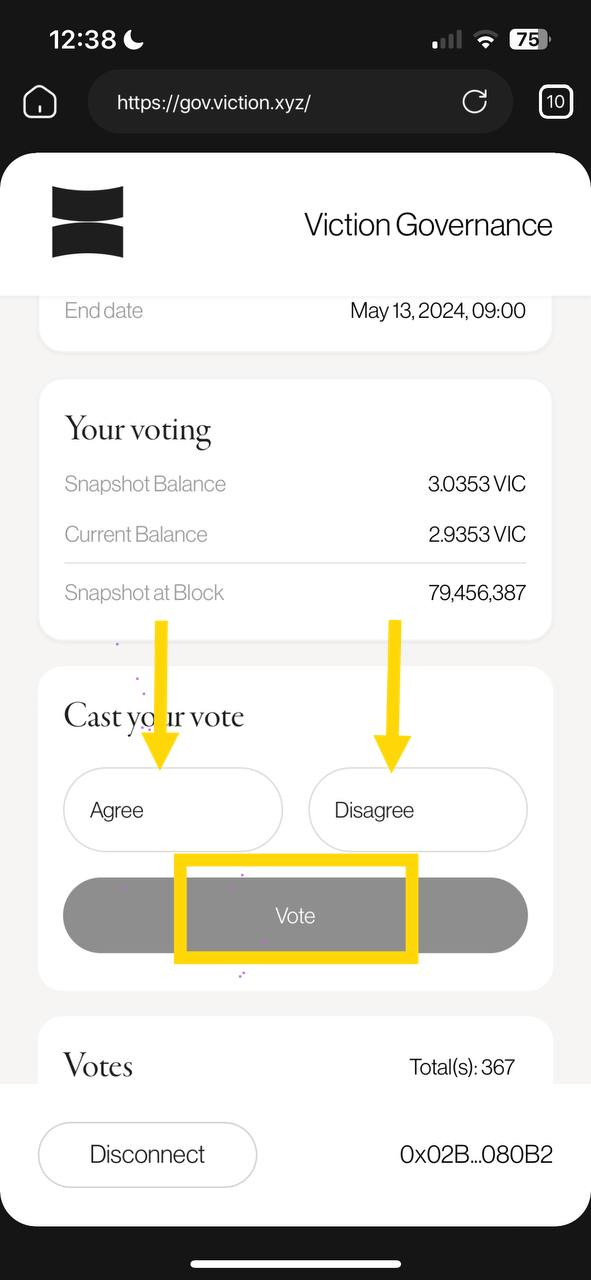 12:38
75
https://gov.viction.xyz/
10
Viction Governance
End date May 13, 2024, 09:00
Your voting
Snapshot Balance 3.0353 VIC
Current Balance 2.9353 VIC
Snapshot at Block 79,456,387
Cast your vote
Agree Disagree
Vote
Votes Total(s): 367
Disconnect 0x02B...080B2